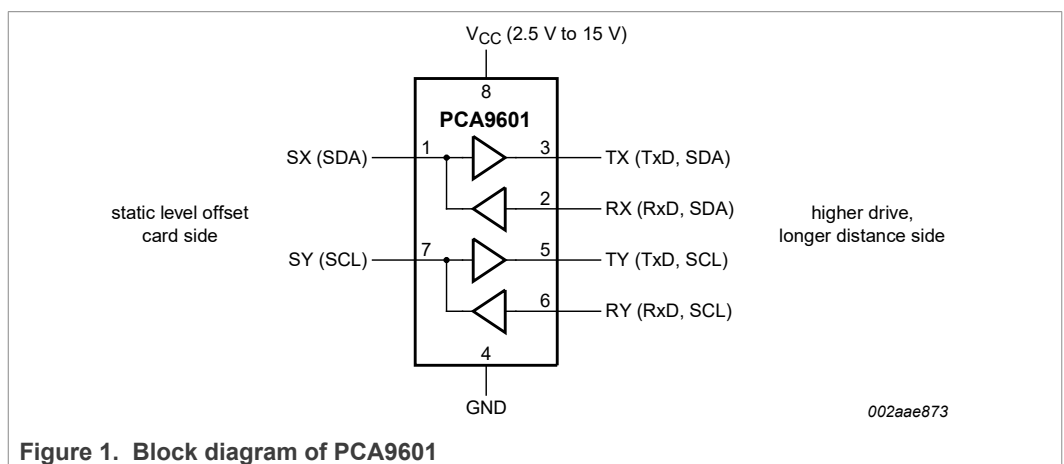 VCC (2.5 V to 15 V)
8
PCA9601
SX (SDA)
1
3
TX (TxD, SDA)
2
RX (RxD, SDA)
static level offset
card side
higher drive,
longer distance side
SY (SCL)
7
5
TY (TxD, SCL)
6
RY (RxD, SCL)
4
GND
002aae873
Figure 1. Block diagram of PCA9601